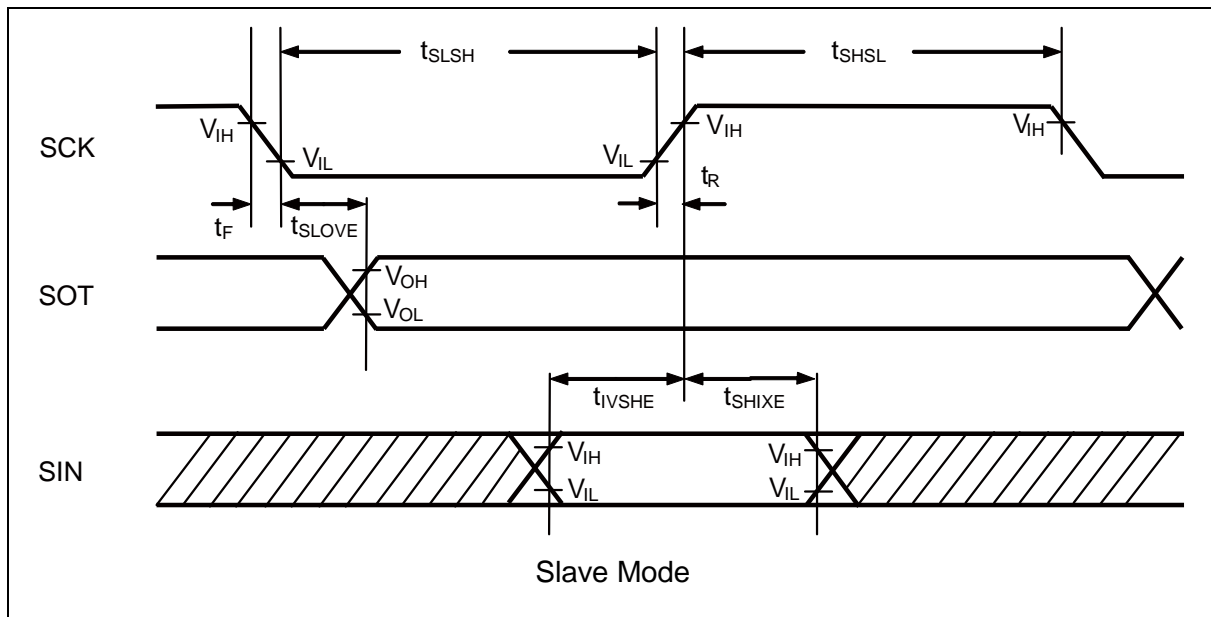 tSLSH
tSHSL
SCK
VIH
VIL
VIL
VIH
VIH
tR
tF
tSLOVE
SOT
VOH
VOL
tIVSHE
tSHIXE
SIN
VIH
VIL
VIH
VIL
Slave Mode